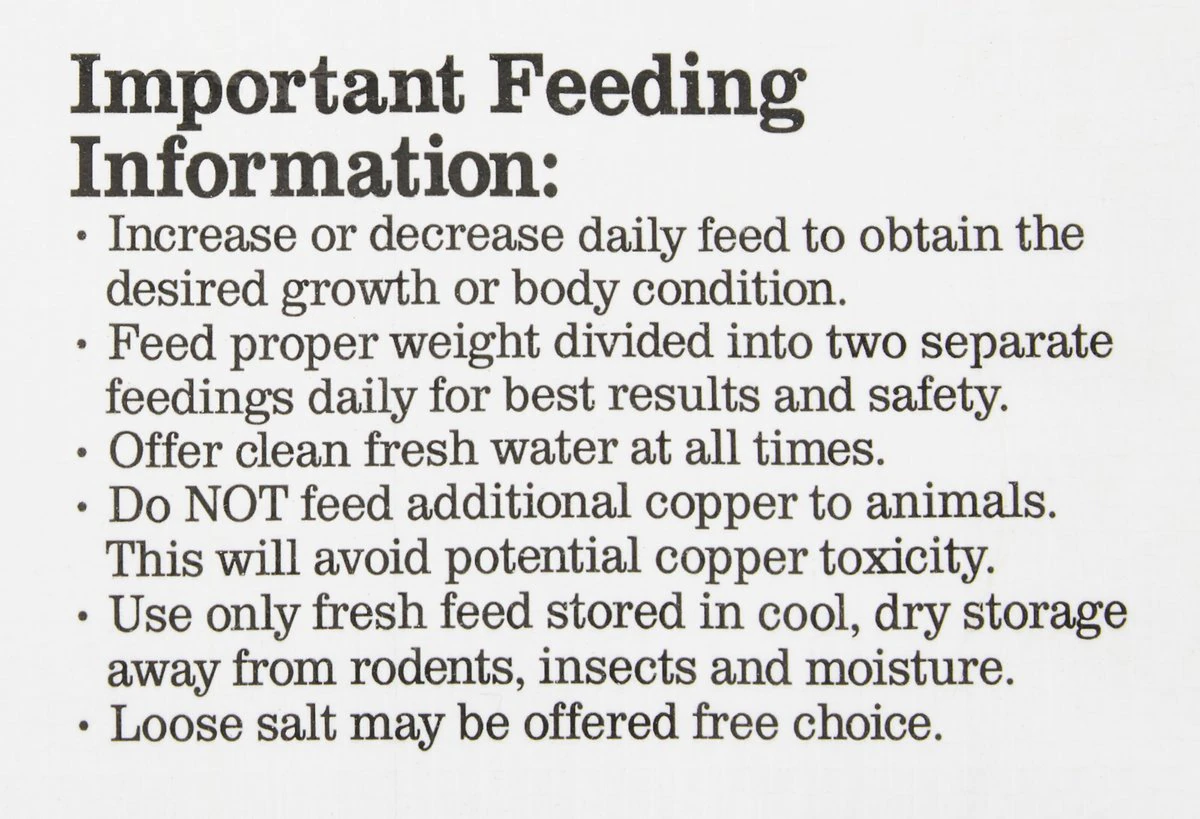 Important Feeding
Information:
• Increase or decrease daily feed to obtain the
desired growth or body condition.
• Feed proper weight divided into two separate
feedings daily for best results and safety.
• Offer clean fresh water at all times.
• Do NOT feed additional copper to animals.
This will avoid potential copper toxicity.
• Use only fresh feed stored in cool, dry storage
away from rodents, insects and moisture.
• Loose salt may be offered free choice.